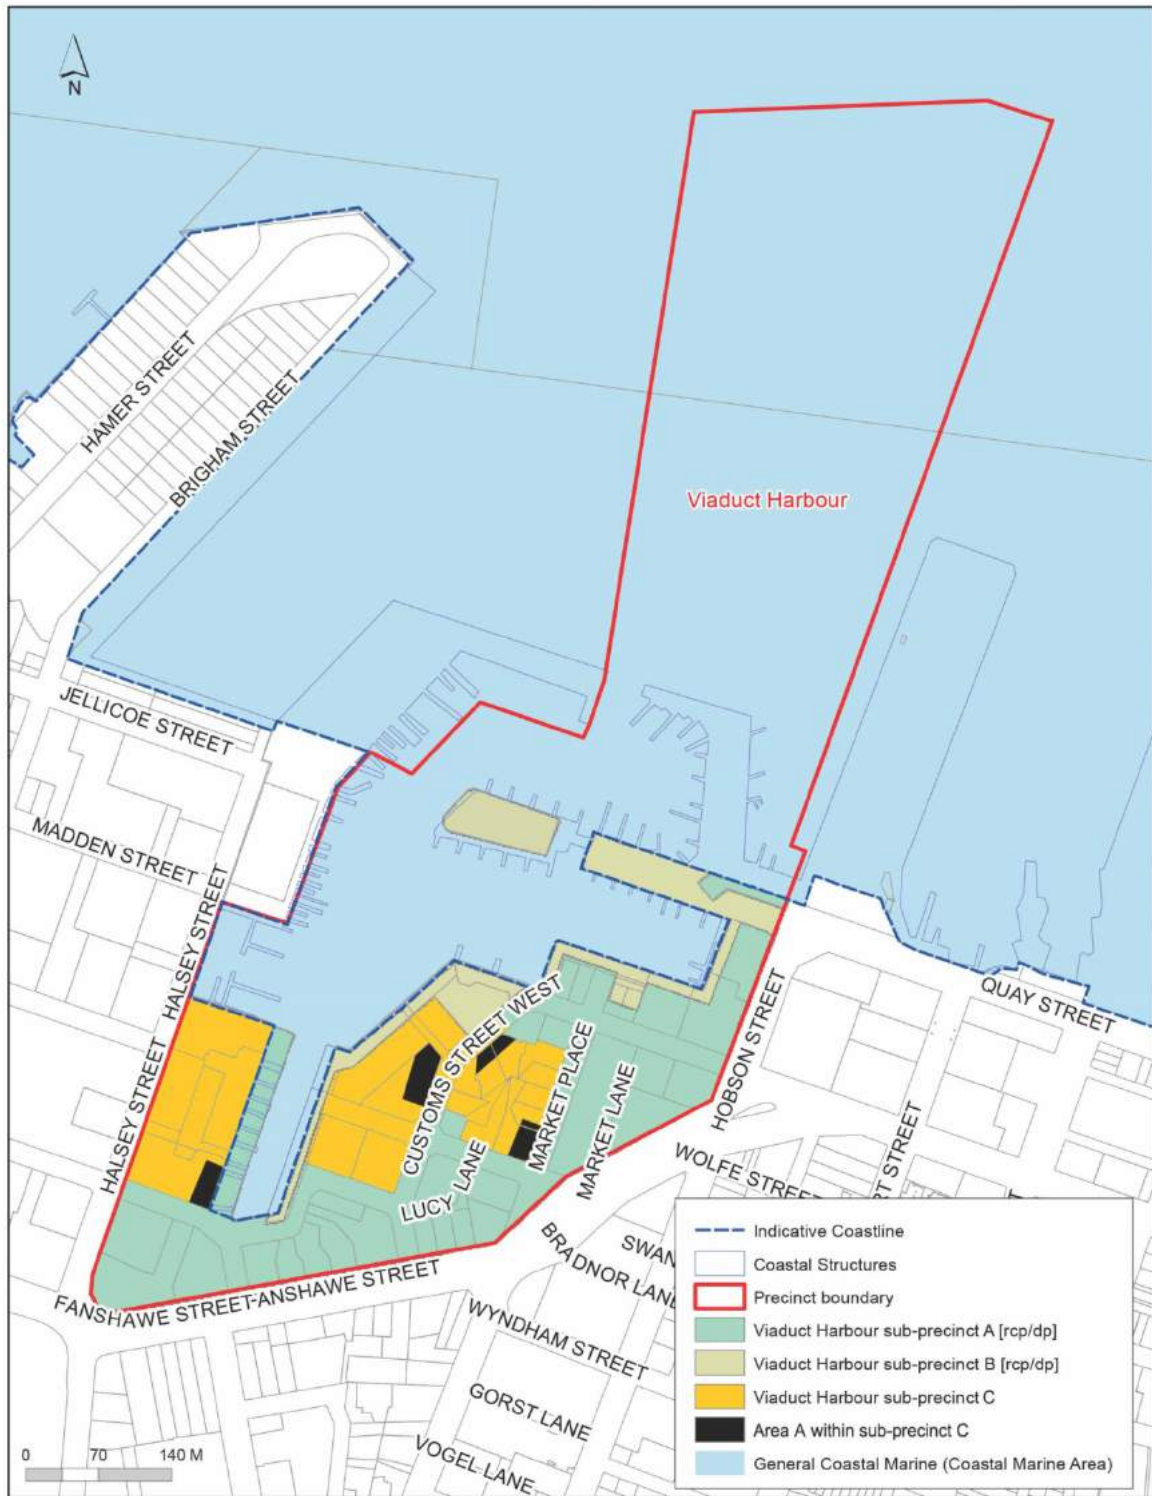 N
HAMER STREET
BRIGHAM STREET
Viaduct Harbour
JELLICOE STREET
MADDEN STREET
HALSEY STREET
HALSEY STREET
QUAY STREET
CUSTOMS STREET WEST
MARKET PLACE
MARKET LANE
HOBSON STREET
LUCY LANE
WOLFE STREET
RT STREET
SWAN
BRADNOR LANE
FANSHAWE STREET
ANSHAWE STREET
WYNDHAM STREET
GORST LANE
VOGEL LANE
Indicative Coastline
Coastal Structures
Precinct boundary
Viaduct Harbour sub-precinct A [rcp/dp]
Viaduct Harbour sub-precinct B [rcp/dp]
Viaduct Harbour sub-precinct C
Area A within sub-precinct C
General Coastal Marine (Coastal Marine Area)
0 70 140 M